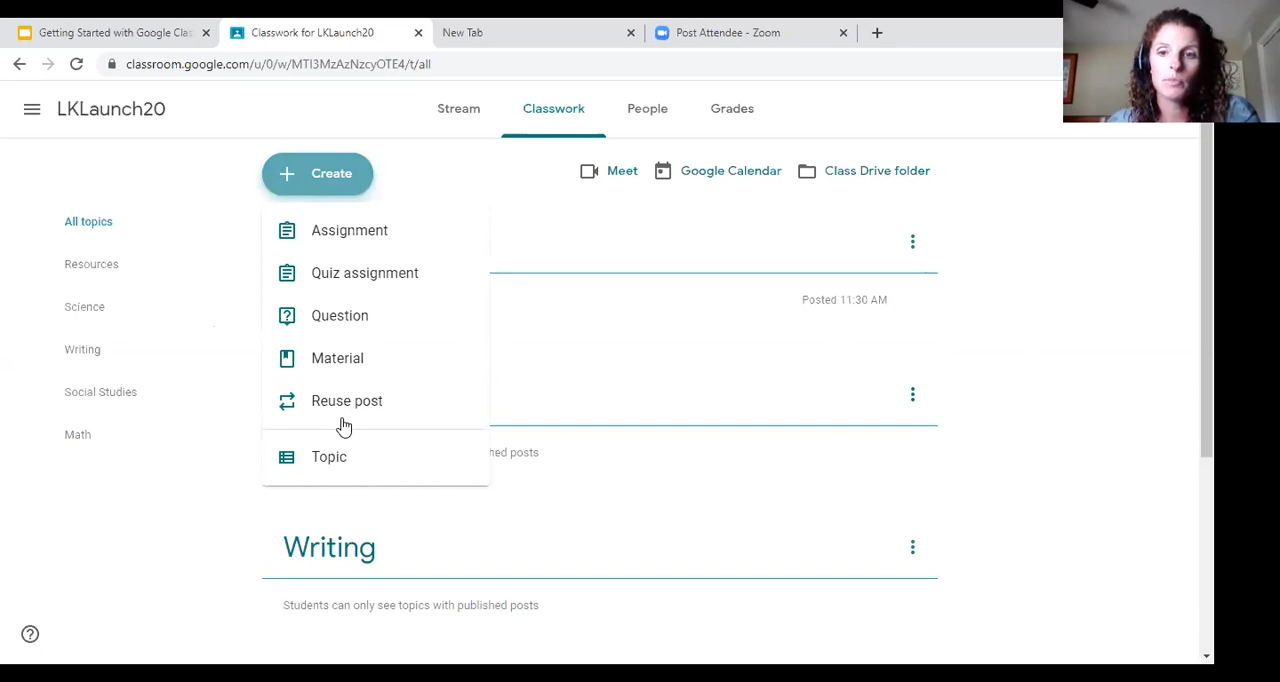 Getting Started with Google Clas
Classwork for LKLaunch20
New Tab
Post Attendee - Zoom
classroom.google.com/u/0/w/MTI3MzAzNzcyOTE4/t/all
LKLaunch20
Stream
Classwork
People
Grades
Create
Meet
Google Calendar
Class Drive folder
All topics
Resources
Science
Writing
Social Studies
Math
Assignment
Quiz assignment
Question
Material
Reuse post
Topic
Posted 11:30 AM
hed posts
Writing
Students can only see topics with published posts